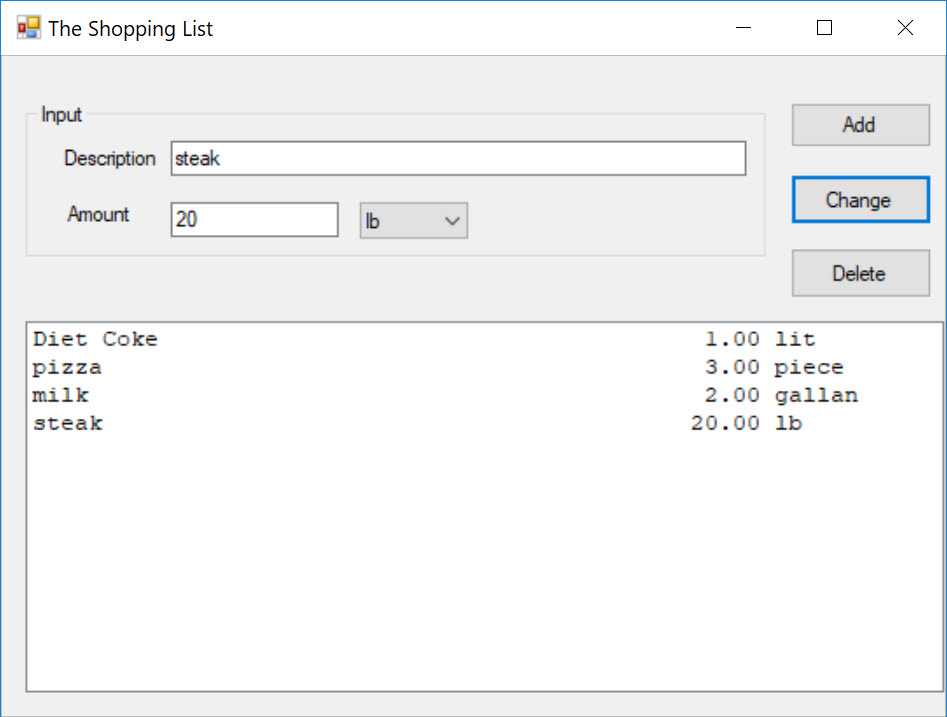 The Shopping List
Input
Add
Description steak
Change
Amount 20 lb
Delete
Diet Coke 1.00 lit
pizza 3.00 piece
milk 2.00 gallan
steak 20.00 lb